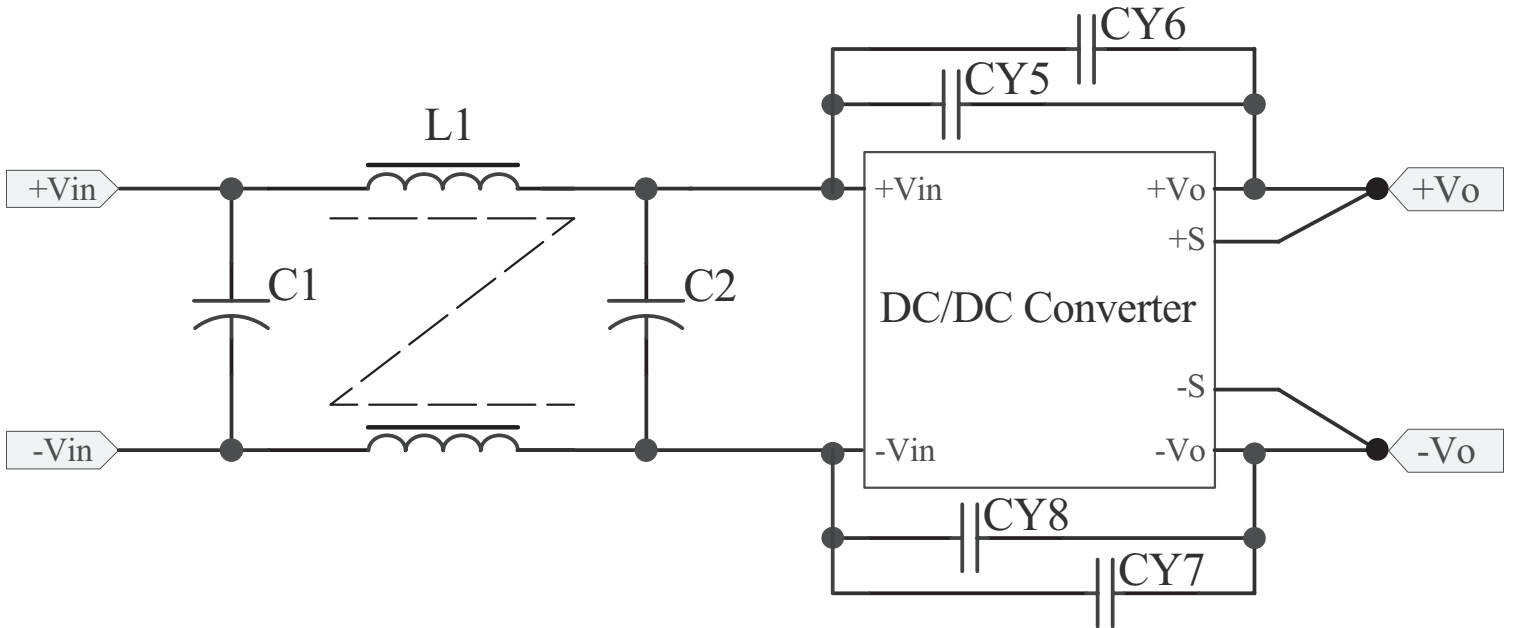 CY6
CY5
L1
+Vin
+Vin
+Vo
+Vo
+S
C1
C2
DC/DC Converter
-S
-Vin
-Vin
-Vo
-Vo
CY8
CY7